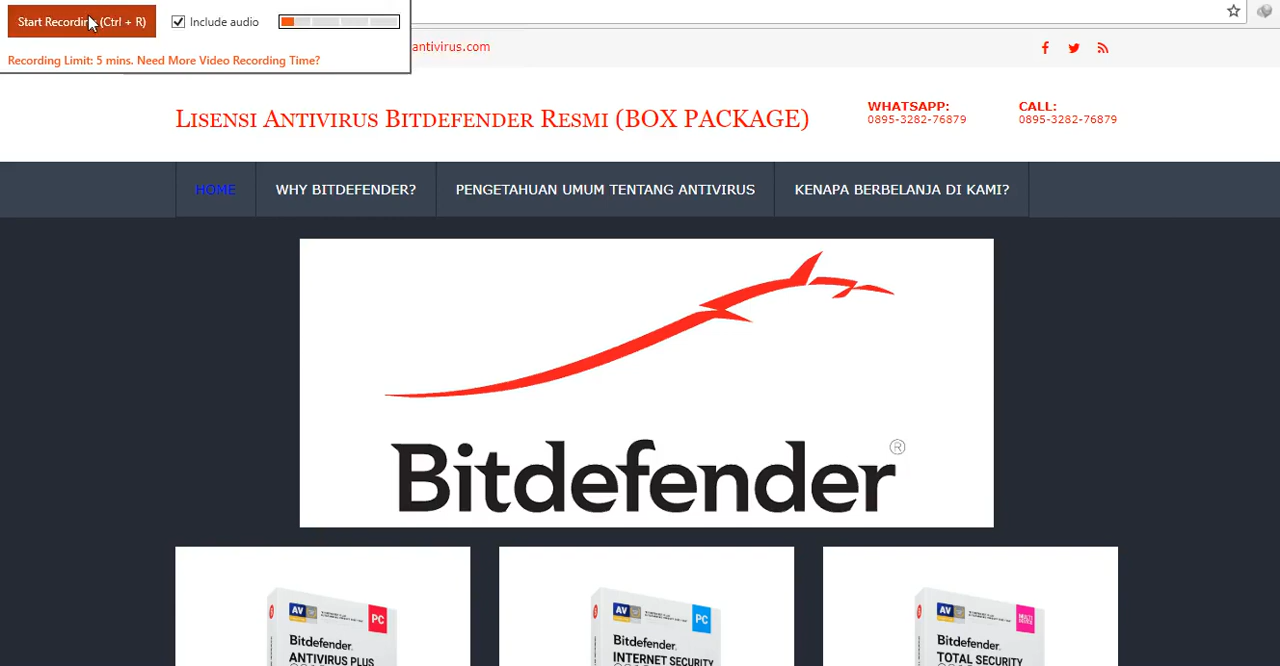 Start Recording (Ctrl + R)
Include audio
Recording Limit: 5 mins. Need More Video Recording Time?
antivirus.com
LISENSI ANTIVIRUS BITDEFENDER RESMI (BOX PACKAGE)
WHATSAPP:
0895-3282-76879
CALL:
0895-3282-76879
HOME
WHY BITDEFENDER?
PENGETAHUAN UMUM TENTANG ANTIVIRUS
KENAPA BERBELANJA DI KAMI?
Bitdefender®
AV
PC
Bitdefender.
ANTIVIRUS PLUS
AV
PC
Bitdefender.
INTERNET SECURITY
AV
Bitdefender.
TOTAL SECURITY